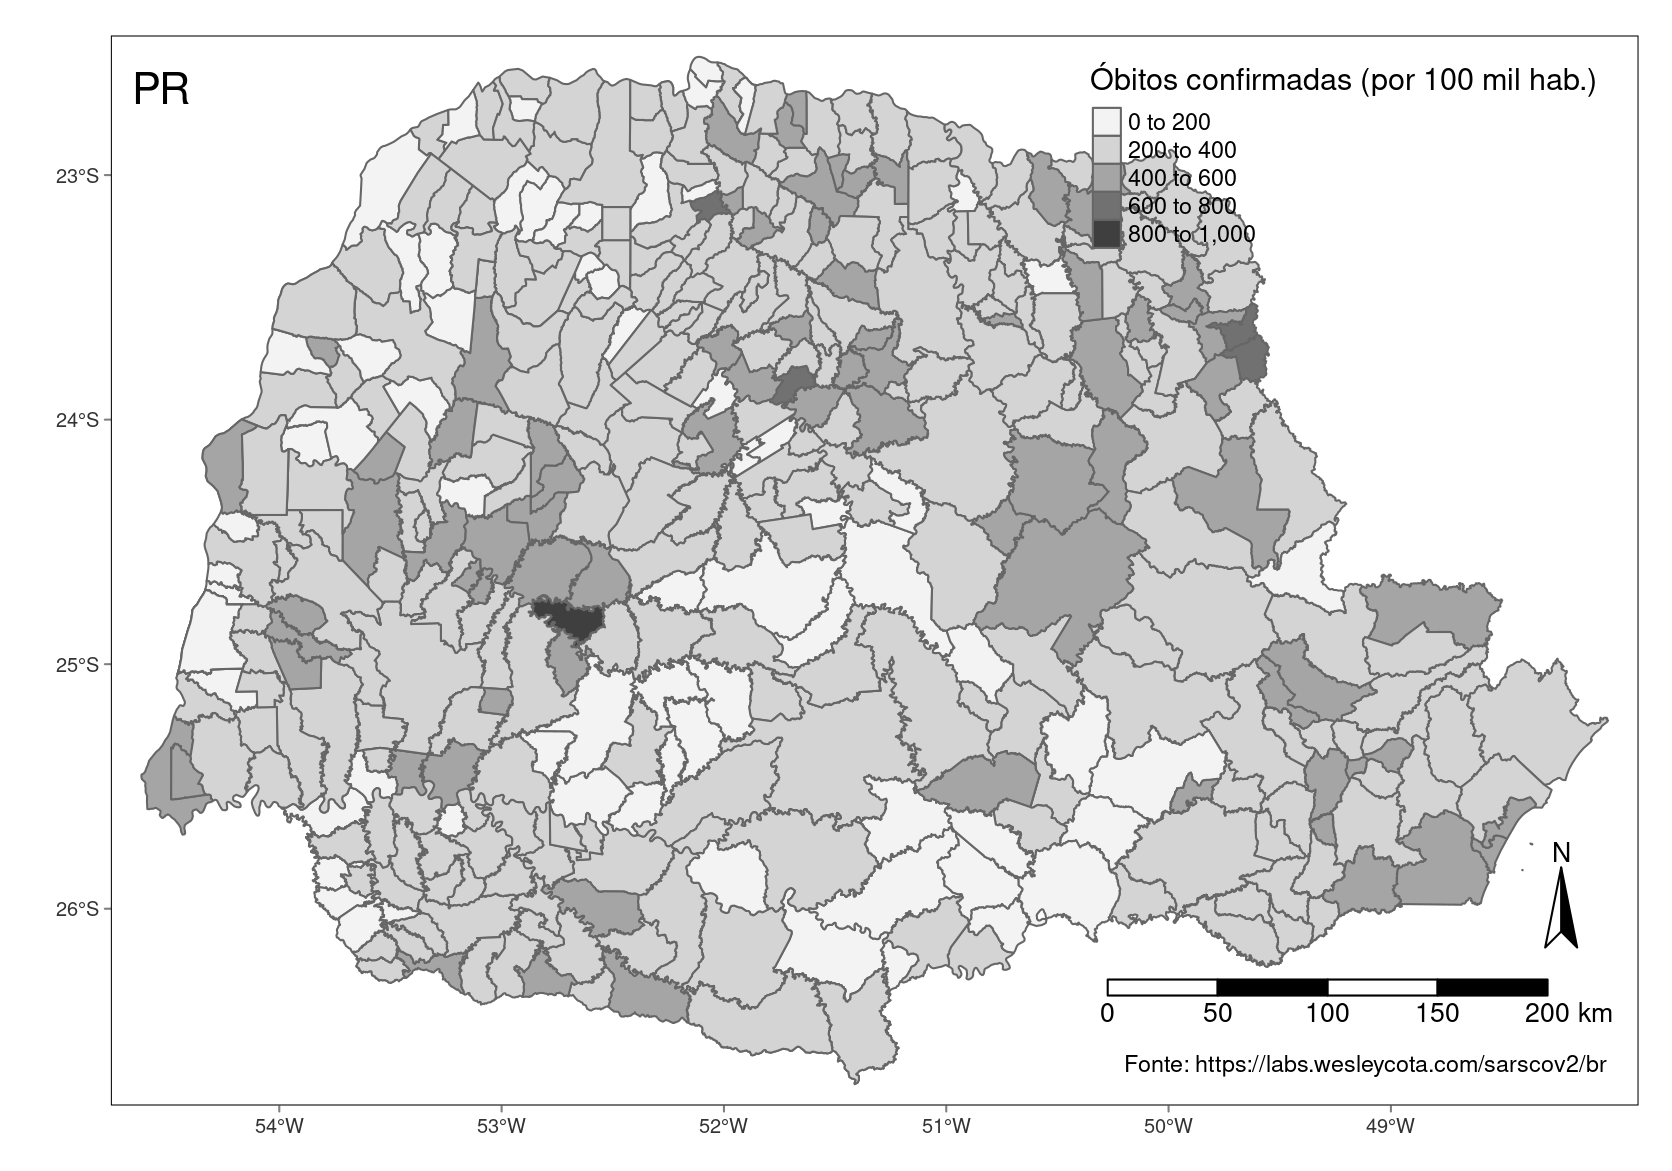 PR
Óbitos confirmadas (por 100 mil hab.)
0 to 200
200 to 400
400 to 600
600 to 800
800 to 1,000
23°S
24°S
25°S
26°S
N
0 50 100 150 200 km
Fonte: https://labs.wesleycota.com/sarscov2/br
54°W 53°W 52°W 51°W 50°W 49°W